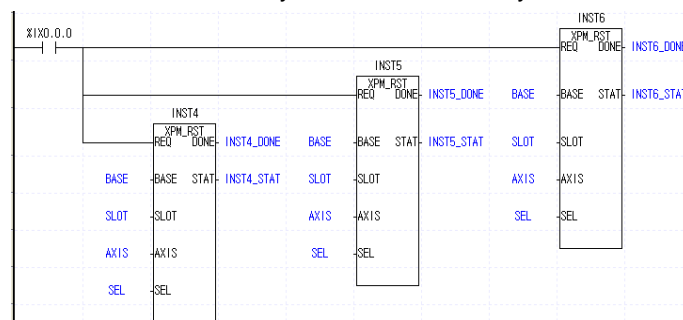 INST6
%IX0.0.0
XPM_RST
REQ DONE INST6_DONE
INST5
XPM_RST
REQ DONE INST5_DONE BASE BASE STAT INST6_STAT
INST4
XPM_RST
REQ DONE INST4_DONE BASE BASE STAT INST5_STAT SLOT SLOT
BASE BASE STAT INST4_STAT SLOT SLOT AXIS AXIS
SLOT SLOT AXIS AXIS SEL SEL
AXIS AXIS SEL SEL
SEL SEL